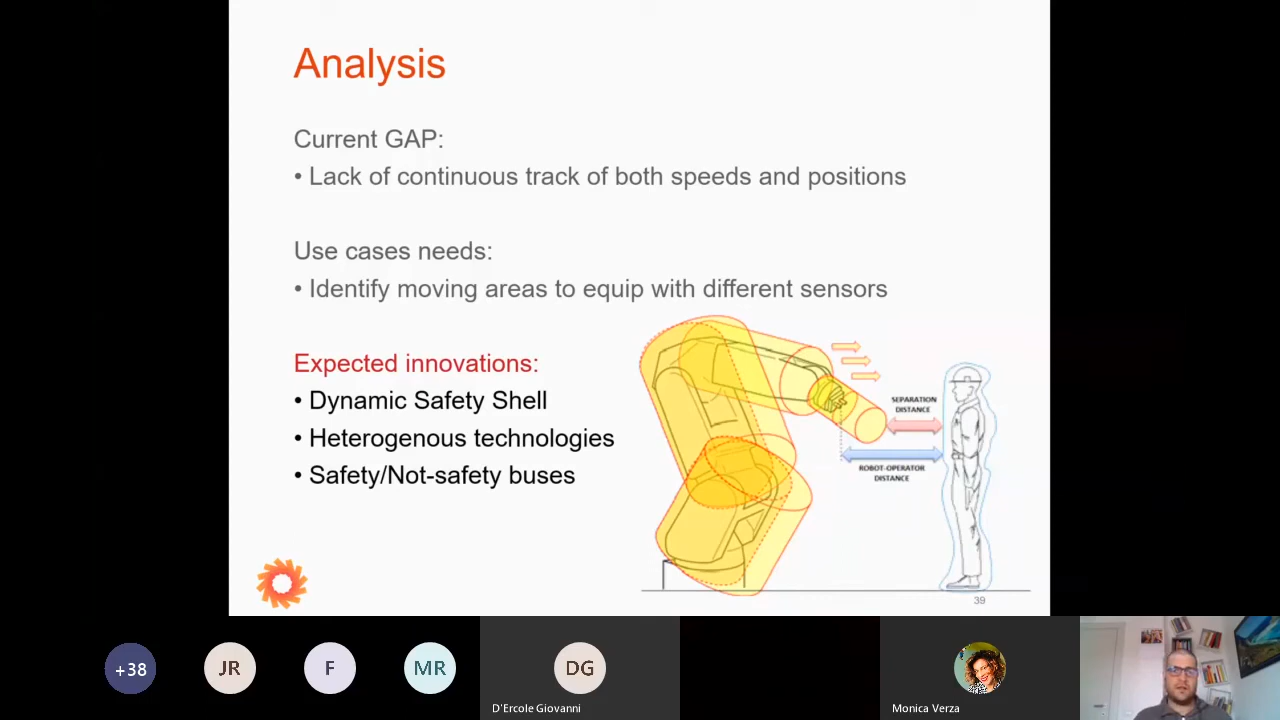 Analysis
Current GAP:
• Lack of continuous track of both speeds and positions
Use cases needs:
• Identify moving areas to equip with different sensors
Expected innovations:
• Dynamic Safety Shell
• Heterogenous technologies
• Safety/Not-safety buses
SEPARATION
DISTANCE
ROBOT-OPERATOR
DISTANCE
39
+38
JR
F
MR
DG
D'Ercole Giovanni
Monica Verza